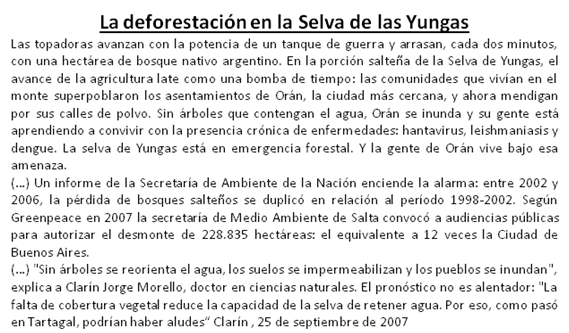 La deforestación en la Selva de las Yungas
Las topadoras avanzan con la potencia de un tanque de guerra y arrasan, cada dos minutos,
con una hectárea de bosque nativo argentino. En la porción salteña de la Selva de Yungas, el
avance de la agricultura late como una bomba de tiempo: las comunidades que vivían en el
monte superpoblaron los asentamientos de Orán, la ciudad más cercana, y ahora mendigan
por sus calles de polvo. Sin árboles que contengan el agua, Orán se inunda y su gente está
aprendiendo a convivir con la presencia crónica de enfermedades: hantavirus, leishmaniasis y
dengue. La selva de Yungas está en emergencia forestal. Y la gente de Orán vive bajo esa
amenaza.
(...) Un informe de la Secretaría de Ambiente de la Nación enciende la alarma: entre 2002 y
2006, la pérdida de bosques salteños se duplicó en relación al período 1998-2002. Según
Greenpeace en 2007 la secretaría de Medio Ambiente de Salta convocó a audiencias públicas
para autorizar el desmonte de 228.835 hectáreas: el equivalente a 12 veces la Ciudad de
Buenos Aires.
(...) "Sin árboles se reorienta el agua, los suelos se impermeabilizan y los pueblos se inundan",
explica a Clarín Jorge Morello, doctor en ciencias naturales. El pronóstico no es alentador: "La
falta de cobertura vegetal reduce la capacidad de la selva de retener agua. Por eso, como pasó
en Tartagal, podrían haber aludes“ Clarín , 25 de septiembre de 2007